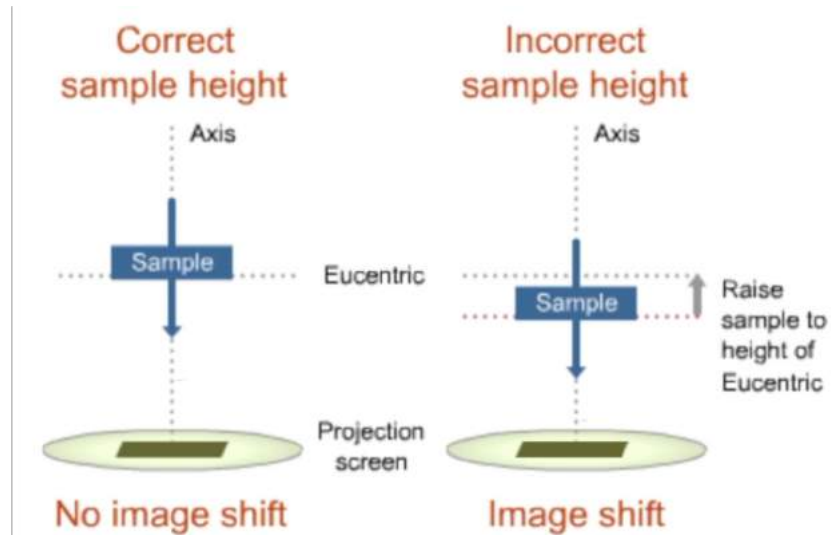 Correct
sample height
Axis
Sample
Eucentric
Projection
screen
No image shift
Incorrect
sample height
Axis
Sample
Raise
sample to
height of
Eucentric
Image shift